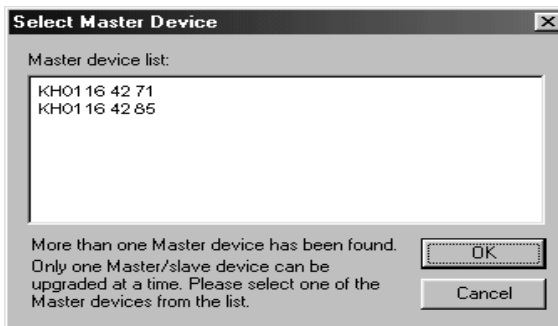 Select Master Device
Master device list:
KH01 16 42 71
KH01 16 42 85
More than one Master device has been found.
Only one Master/slave device can be
upgraded at a time. Please select one of the
Master devices from the list.
OK
Cancel